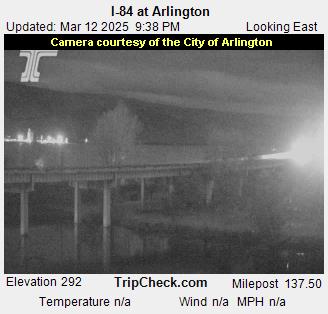 I-84 at Arlington
Updated: Mar 12 2025 9:38 PM Looking East
Camera courtesy of the City of Arlington
Elevation 292 TripCheck.com Milepost 137.50
Temperature n/a Wind n/a MPH n/a